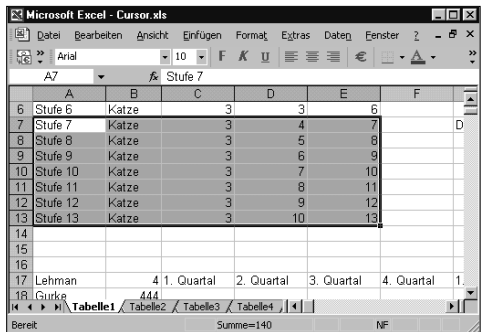 Microsoft Excel - Cursor.xls
Datei Bearbeiten Ansicht Einfügen Format Extras Daten Fenster ?
Arial 10 F K U €
A7 fx Stufe 7
A B C D E F
6 Stufe 6 Katze 3 3 6
7 Stufe 7 Katze 3 4 7 D
8 Stufe 8 Katze 3 5 8
9 Stufe 9 Katze 3 6 9
10 Stufe 10 Katze 3 7 10
11 Stufe 11 Katze 3 8 11
12 Stufe 12 Katze 3 9 12
13 Stufe 13 Katze 3 10 13
14
15
16
17 Lehman 4 1. Quartal 2. Quartal 3. Quartal 4. Quartal 1.
18 Gurke 444
Tabelle1 Tabelle2 Tabelle3 Tabelle4
Bereit Summe=140 NF